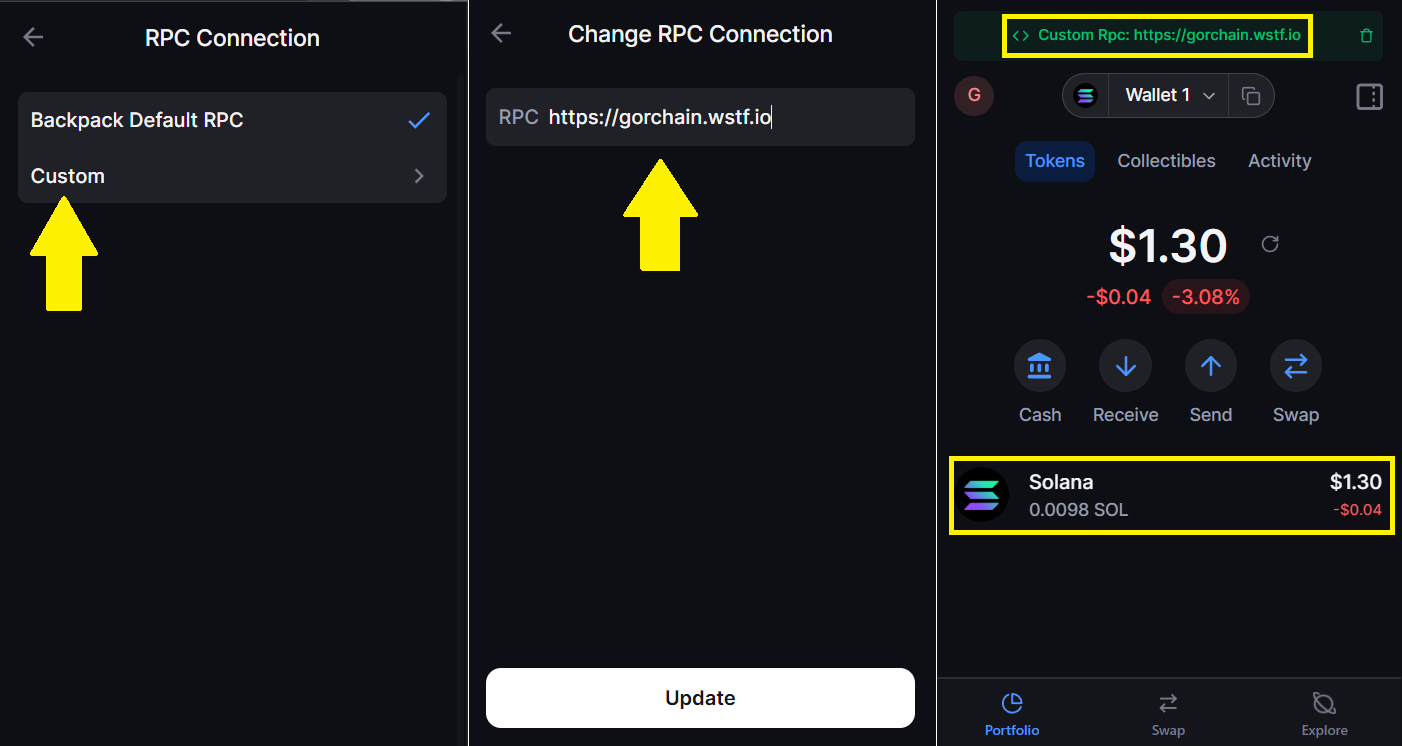 RPC Connection
Backpack Default RPC
Custom
Change RPC Connection
RPC https://gorchain.wstf.io
Update
<> Custom Rpc: https://gorchain.wstf.io
G
Wallet 1
Tokens Collectibles Activity
$1.30
-$0.04 -3.08%
Cash Receive Send Swap
Solana $1.30
0.0098 SOL -$0.04
Portfolio Swap Explore